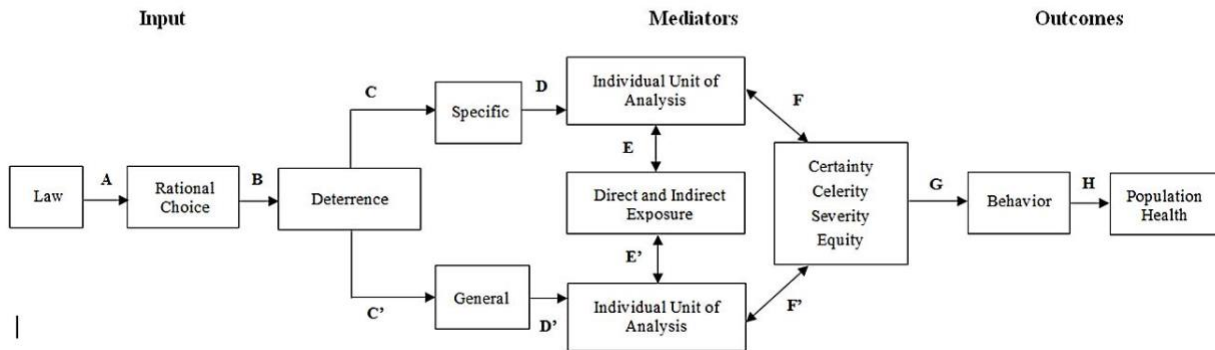 Input
Mediators
Outcomes
C
Specific
D
Individual Unit of
Analysis
F
E
Law
A
Rational
Choice
B
Deterrence
Direct and Indirect
Exposure
Certainty
Celerity
Severity
Equity
G
Behavior
H
Population
Health
E’
C’
General
D’
Individual Unit of
Analysis
F’